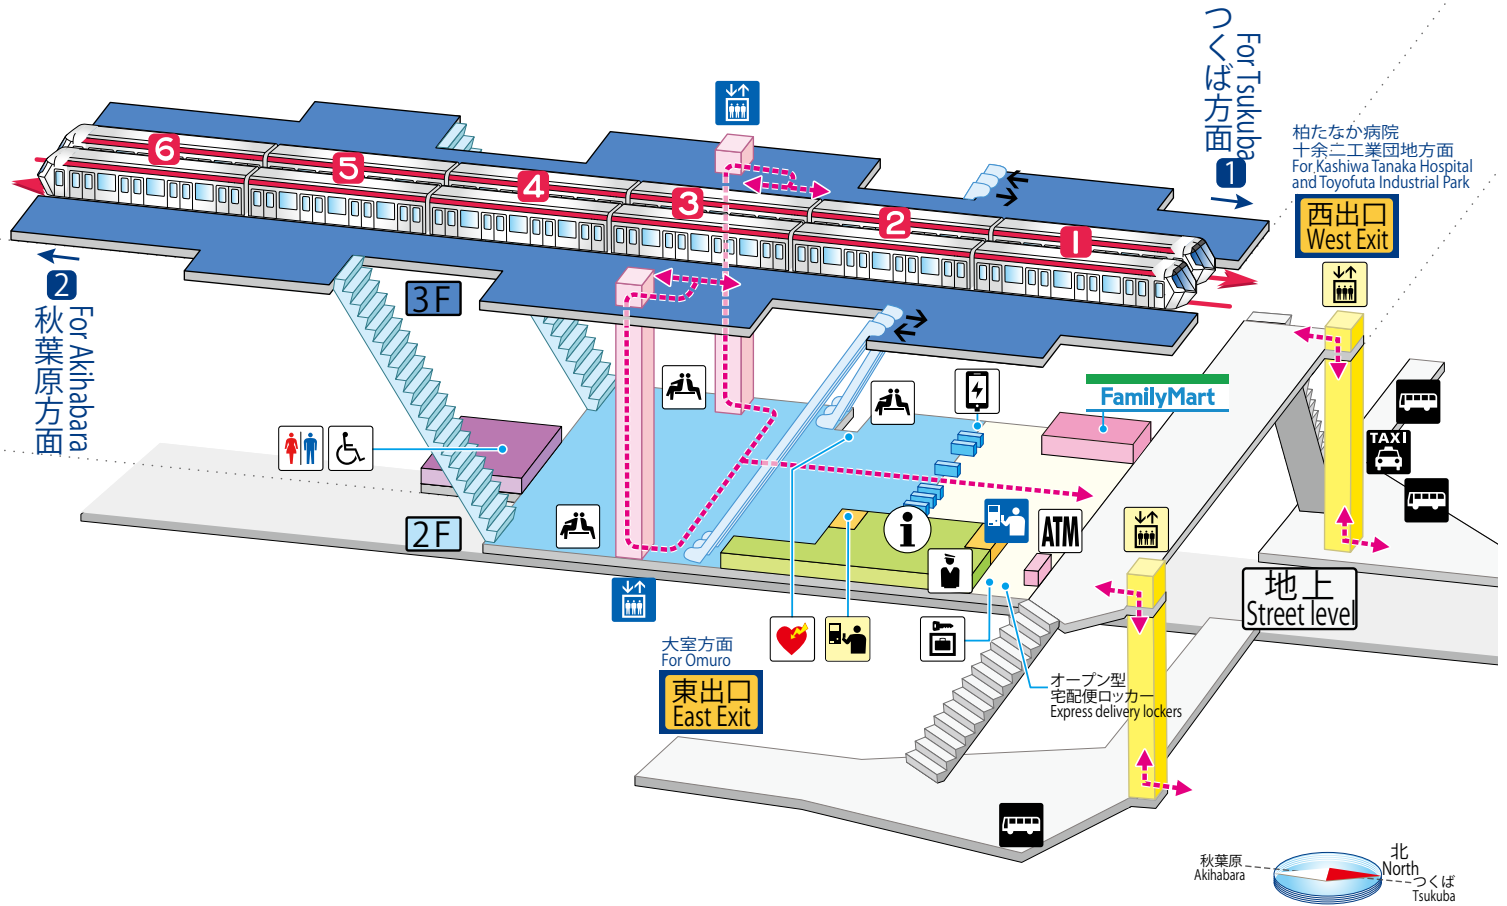 つくば方面
For Tsukuba
1
柏たなか病院
十余二工業団地方面
For Kashiwa Tanaka Hospital
and Toyofuta Industrial Park
西出口
West Exit
6
5
4
3
2
1
2
秋葉原方面
For Akihabara
3F
FamilyMart
TAXI
2F
i
ATM
地上
Street level
大室方面
For Omuro
東出口
East Exit
オープン型
宅配便ロッカー
Express delivery lockers
北
North
秋葉原
Akihabara
つくば
Tsukuba